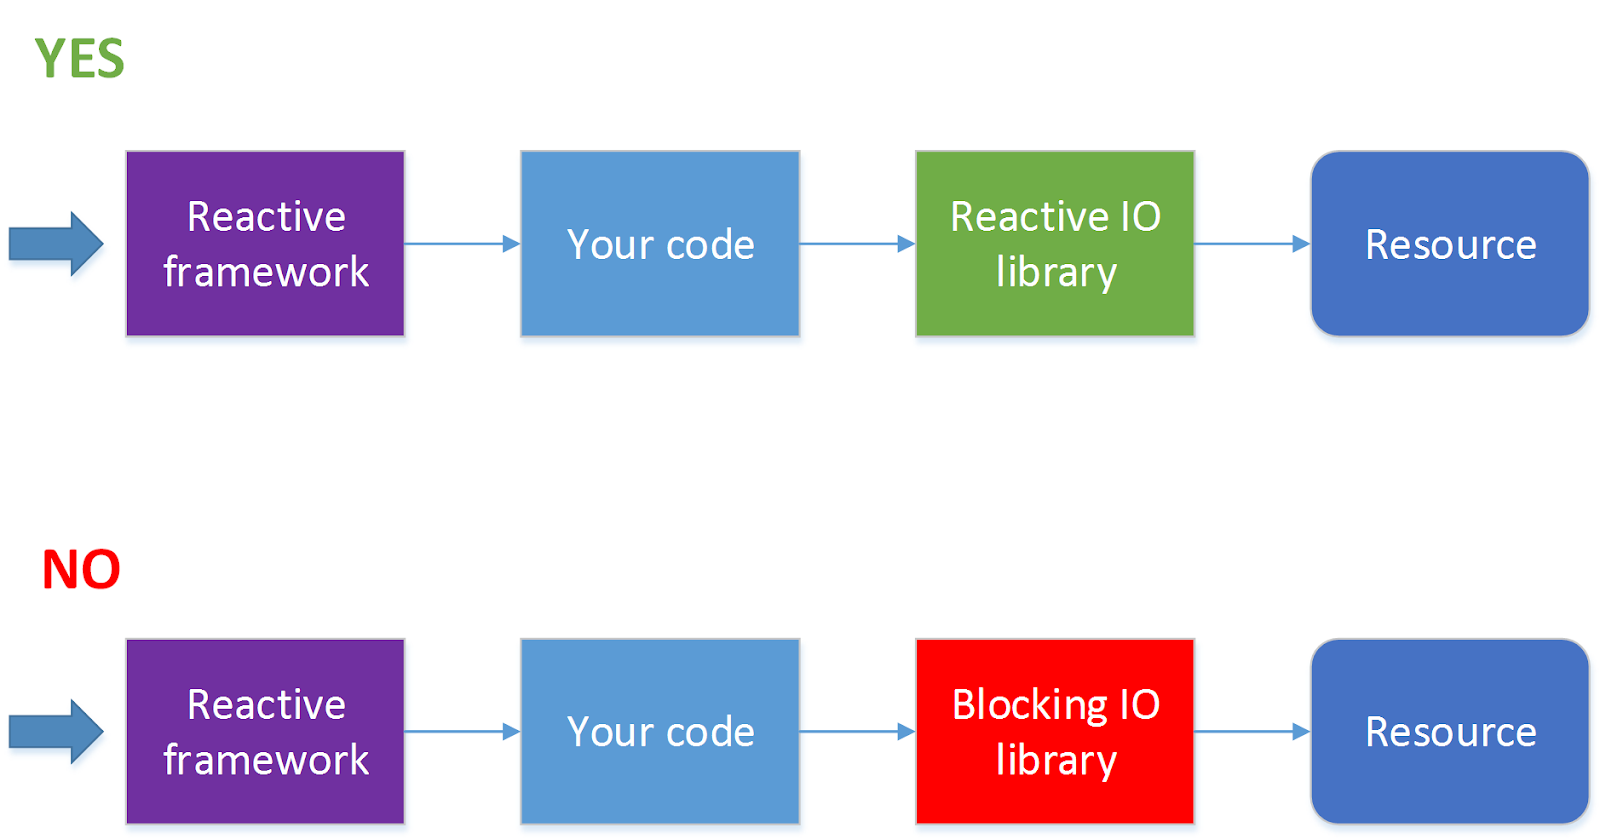 YES
Reactive
framework
Your code
Reactive IO
library
Resource
NO
Reactive
framework
Your code
Blocking IO
library
Resource